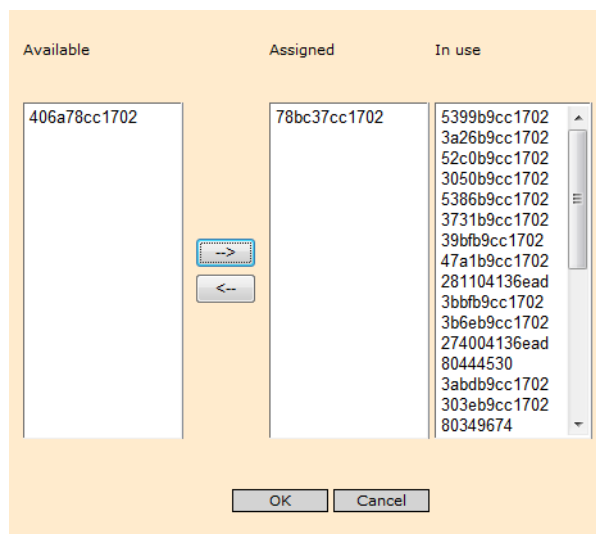 Available
Assigned
In use
406a78cc1702
78bc37cc1702
5399b9cc1702
3a26b9cc1702
52c0b9cc1702
3050b9cc1702
5386b9cc1702
3731b9cc1702
39bfb9cc1702
47a1b9cc1702
281104136ead
3bbfb9cc1702
3b6eb9cc1702
274004136ead
80444530
3abdb9cc1702
303eb9cc1702
80349674
-->
<--
OK
Cancel